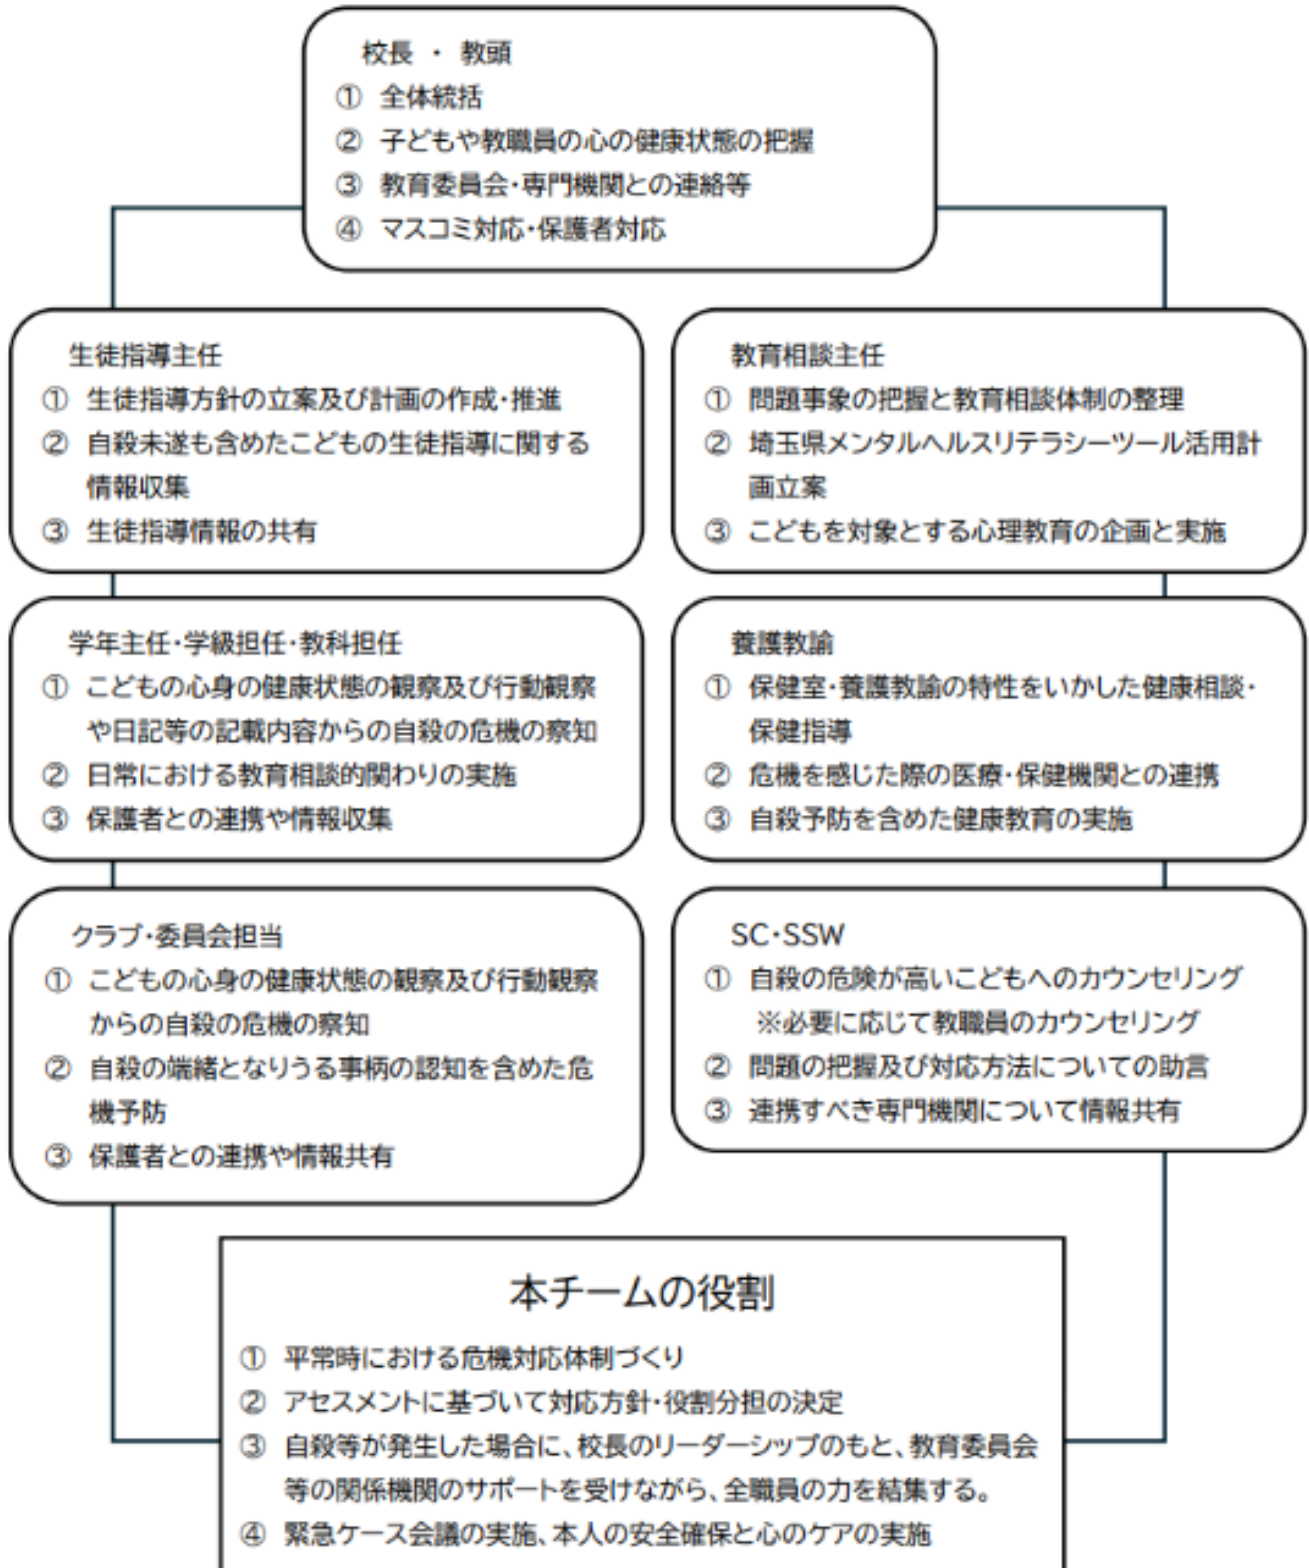 校長 ・ 教頭
① 全体統括
② 子どもや教職員の心の健康状態の把握
③ 教育委員会・専門機関との連絡等
④ マスコミ対応・保護者対応
生徒指導主任
① 生徒指導方針の立案及び計画の作成・推進
② 自殺未遂も含めたこどもの生徒指導に関する
情報収集
③ 生徒指導情報の共有
教育相談主任
① 問題事象の把握と教育相談体制の整理
② 埼玉県メンタルヘルスリテラシーツール活用計
画立案
③ こどもを対象とする心理教育の企画と実施
学年主任・学級担任・教科担任
① こどもの心身の健康状態の観察及び行動観察
や日記等の記載内容からの自殺の危機の察知
② 日常における教育相談的関わりの実施
③ 保護者との連携や情報収集
養護教諭
① 保健室・養護教諭の特性をいかした健康相談・
保健指導
② 危機を感じた際の医療・保健機関との連携
③ 自殺予防を含めた健康教育の実施
クラブ・委員会担当
① こどもの心身の健康状態の観察及び行動観察
からの自殺の危機の察知
② 自殺の端緒となりうる事柄の認知を含めた危
機予防
③ 保護者との連携や情報共有
SC・SSW
① 自殺の危険が高いこどもへのカウンセリング
※必要に応じて教職員のカウンセリング
② 問題の把握及び対応方法についての助言
③ 連携すべき専門機関について情報共有
本チームの役割
① 平常時における危機対応体制づくり
② アセスメントに基づいて対応方針・役割分担の決定
③ 自殺等が発生した場合に、校長のリーダーシップのもと、教育委員会
等の関係機関のサポートを受けながら、全職員の力を結集する。
④ 緊急ケース会議の実施、本人の安全確保と心のケアの実施